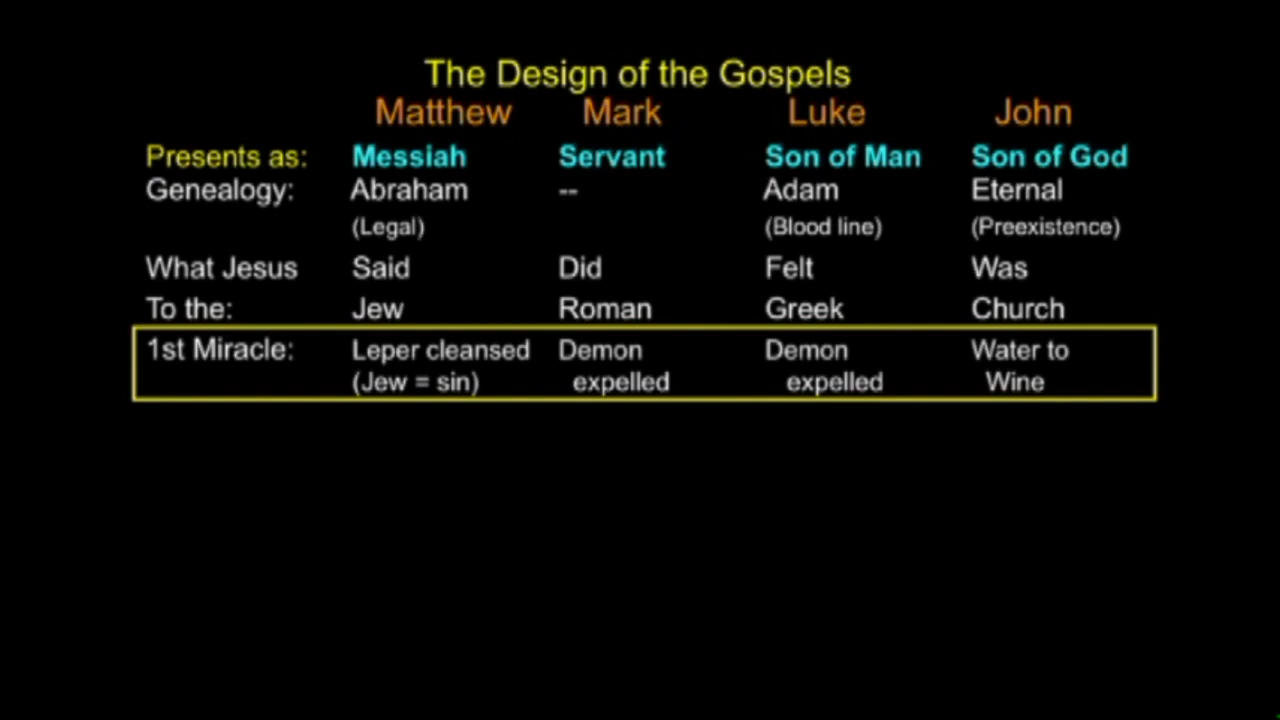 The Design of the Gospels
Matthew Mark Luke John
Presents as: Messiah Servant Son of Man Son of God
Genealogy: Abraham -- Adam Eternal
(Legal) (Blood line) (Preexistence)
What Jesus Said Did Felt Was
To the: Jew Roman Greek Church
1st Miracle: Leper cleansed Demon Demon Water to
(Jew = sin) expelled expelled Wine